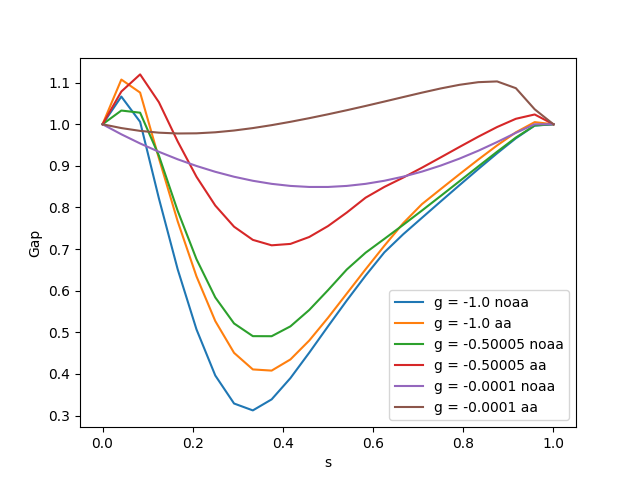 1.1
1.0
0.9
0.8
0.7
0.6
0.5
0.4
0.3
Gap
0.0 0.2 0.4 0.6 0.8 1.0
s
g = -1.0 noaa
g = -1.0 aa
g = -0.50005 noaa
g = -0.50005 aa
g = -0.0001 noaa
g = -0.0001 aa